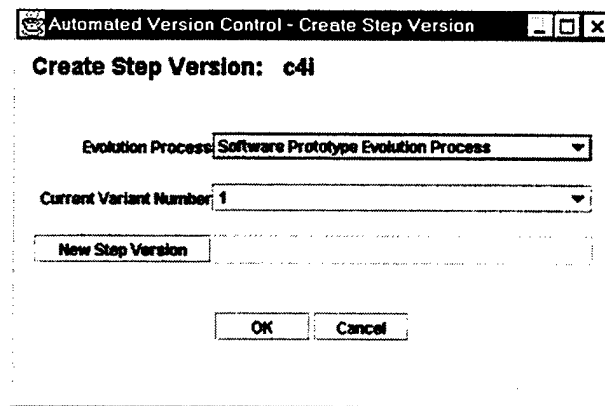 Automated Version Control - Create Step Version
Create Step Version: c4i
Evolution Process Software Prototype Evolution Process
Current Variant Number 1
New Step Version
OK Cancel